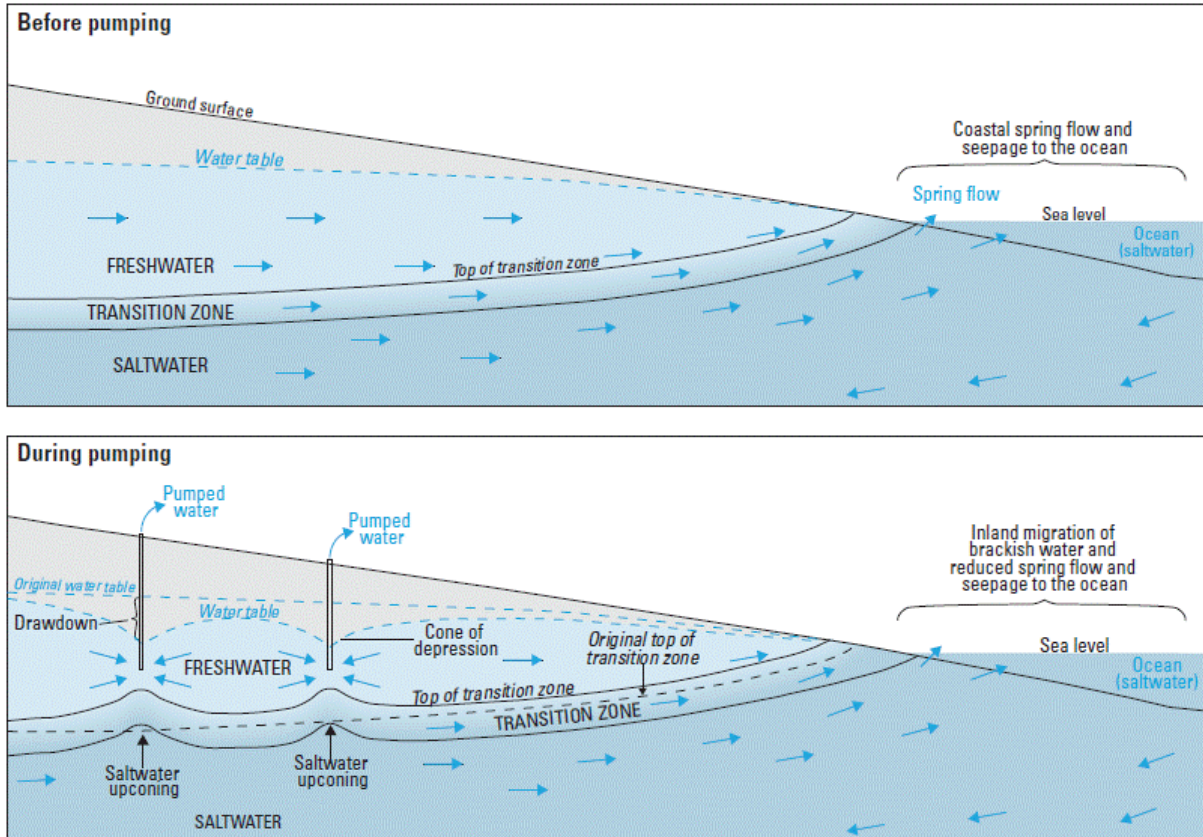 Before pumping
Ground surface
Water table
Coastal spring flow and
seepage to the ocean
Spring flow
Sea level
Ocean
(saltwater)
FRESHWATER
Top of transition zone
TRANSITION ZONE
SALTWATER
During pumping
Pumped
water
Pumped
water
Inland migration of
brackish water and
reduced spring flow and
seepage to the ocean
Original water table
Drawdown
Water table
Cone of
depression
Original top of
transition zone
Sea level
Ocean
(saltwater)
FRESHWATER
Top of transition zone
TRANSITION ZONE
Saltwater
upconing
Saltwater
upconing
SALTWATER